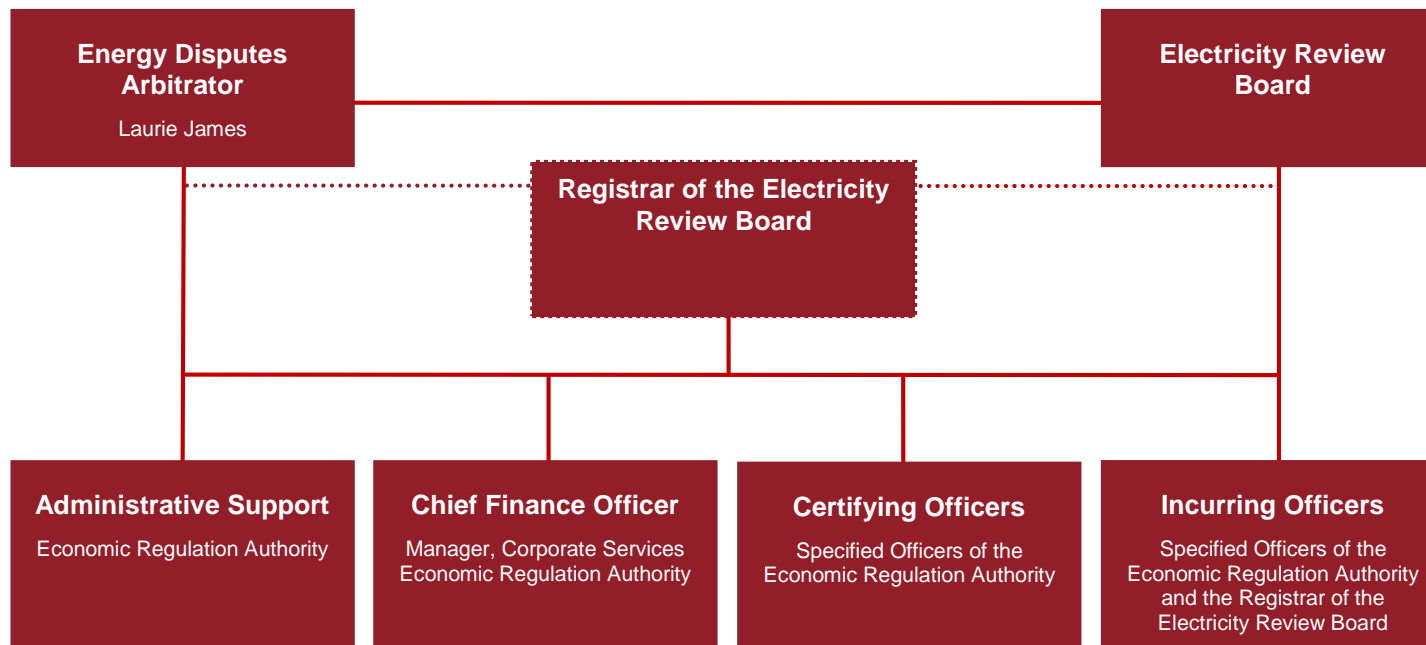 Energy Disputes
Arbitrator
Laurie James
Electricity Review
Board
Registrar of the Electricity
Review Board
Administrative Support
Economic Regulation Authority
Chief Finance Officer
Manager, Corporate Services
Economic Regulation Authority
Certifying Officers
Specified Officers of the
Economic Regulation Authority
Incurring Officers
Specified Officers of the
Economic Regulation Authority
and the Registrar of the
Electricity Review Board